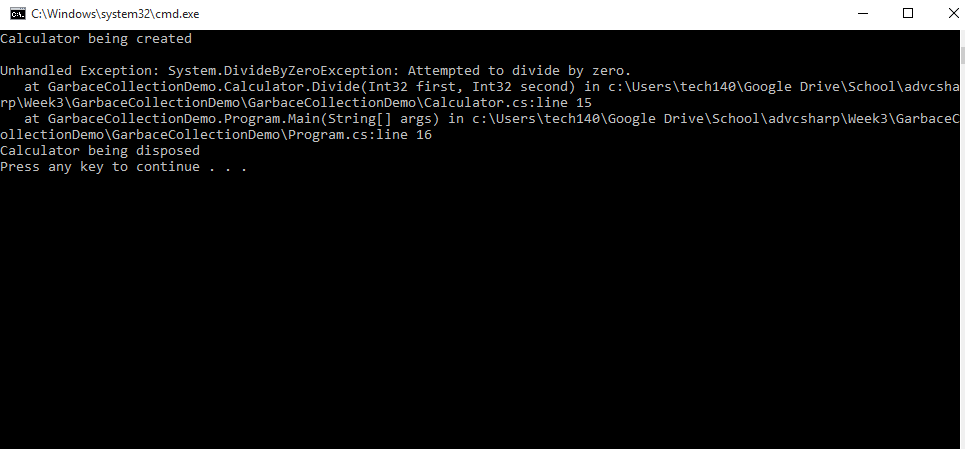 C:\Windows\system32\cmd.exe
Calculator being created
Unhandled Exception: System.DivideByZeroException: Attempted to divide by zero.
at GarbaceCollectionDemo.Calculator.Divide(Int32 first, Int32 second) in c:\Users\tech140\Google Drive\School\advcsha
rp\Week3\GarbaceCollectionDemo\GarbaceCollectionDemo\Calculator.cs:line 15
at GarbaceCollectionDemo.Program.Main(String[] args) in c:\Users\tech140\Google Drive\School\advcsharp\Week3\GarbaceC
ollectionDemo\GarbaceCollectionDemo\Program.cs:line 16
Calculator being disposed
Press any key to continue . . .